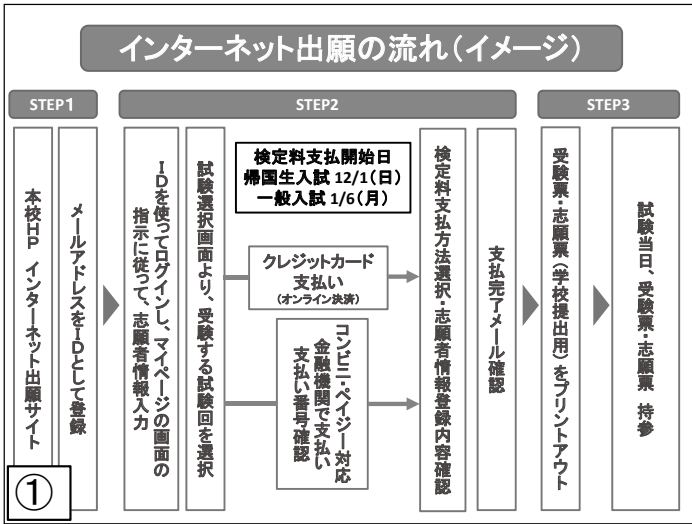 インターネット出願の流れ（イメージ）
STEP1
STEP2
STEP3
本校HP インターネット出願サイト
メールアドレスをIDとして登録
IDを使ってログインし、マイページの画面の
指示に従って、志願者情報入力
試験選択画面より、受験する試験回を選択
検定料支払開始日
帰国生入試 12/1（日）
一般入試 1/6（月）
クレジットカード
支払い
（オンライン決済）
コンビニ・ペイジー対応
金融機関で支払い
支払い番号確認
検定料支払方法選択・志願者情報登録内容確認
支払完了メール確認
受験票・志願票（学校提出用）をプリントアウト
試験当日、受験票・志願票 持参
①